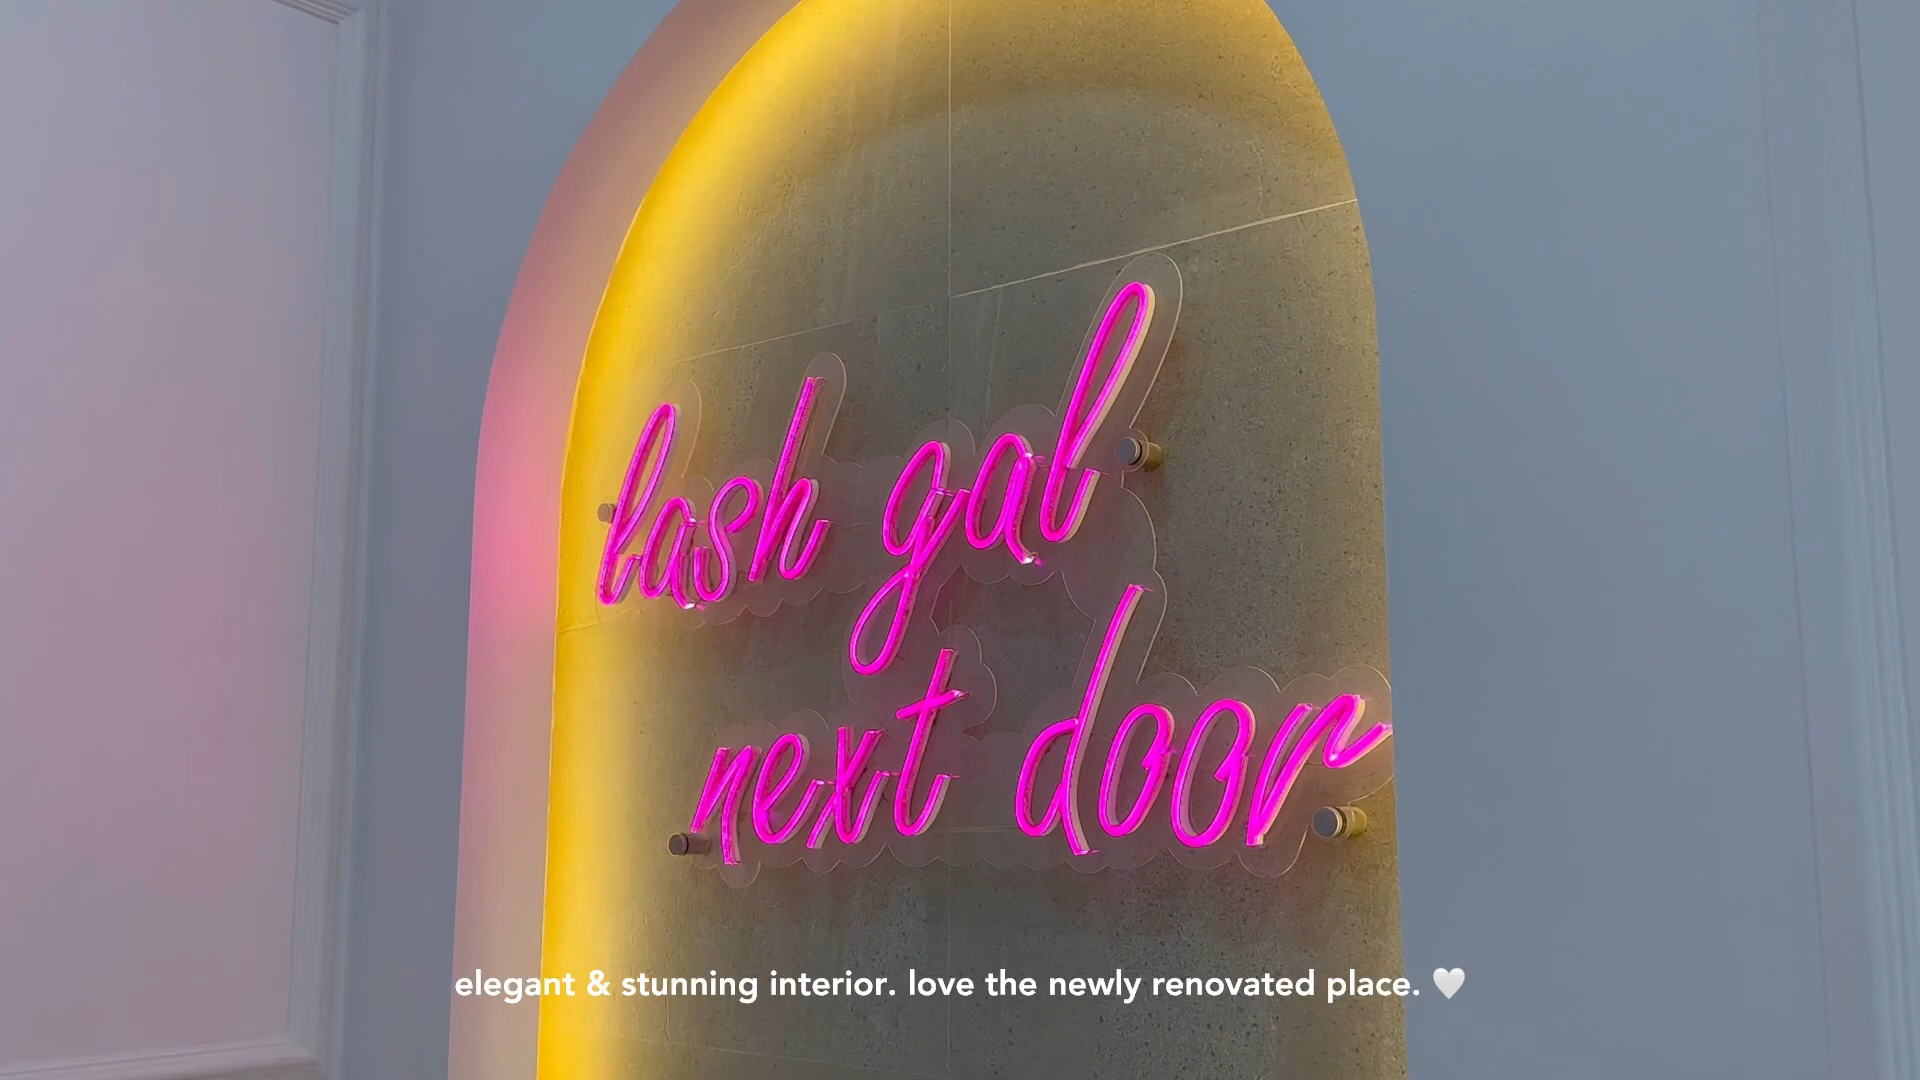 lash gal
next door
elegant & stunning interior. love the newly renovated place. 🤍